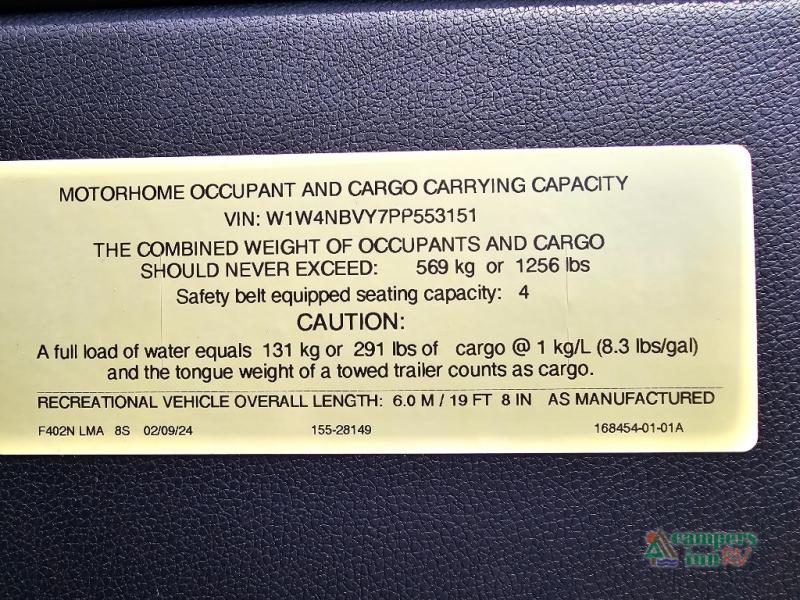 MOTORHOME OCCUPANT AND CARGO CARRYING CAPACITY
VIN: W1W4NBVY7PP553151
THE COMBINED WEIGHT OF OCCUPANTS AND CARGO
SHOULD NEVER EXCEED: 569 kg or 1256 lbs
Safety belt equipped seating capacity: 4
CAUTION:
A full load of water equals 131 kg or 291 lbs of cargo @ 1 kg/L (8.3 lbs/gal)
and the tongue weight of a towed trailer counts as cargo.
RECREATIONAL VEHICLE OVERALL LENGTH: 6.0 M / 19 FT 8 IN AS MANUFACTURED
F402N LMA 8S 02/09/24 155-28149 168454-01-01A
campers
inn RV